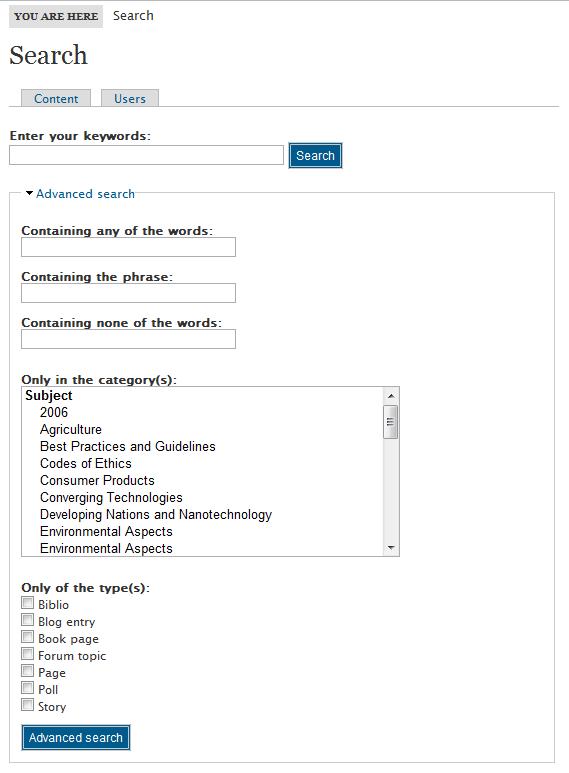 YOU ARE HERE Search
Search
Content Users
Enter your keywords:
Search
Advanced search
Containing any of the words:
Containing the phrase:
Containing none of the words:
Only in the category(s):
Subject
2006
Agriculture
Best Practices and Guidelines
Codes of Ethics
Consumer Products
Converging Technologies
Developing Nations and Nanotechnology
Environmental Aspects
Environmental Aspects
Only of the type(s):
Biblio
Blog entry
Book page
Forum topic
Page
Poll
Story
Advanced search